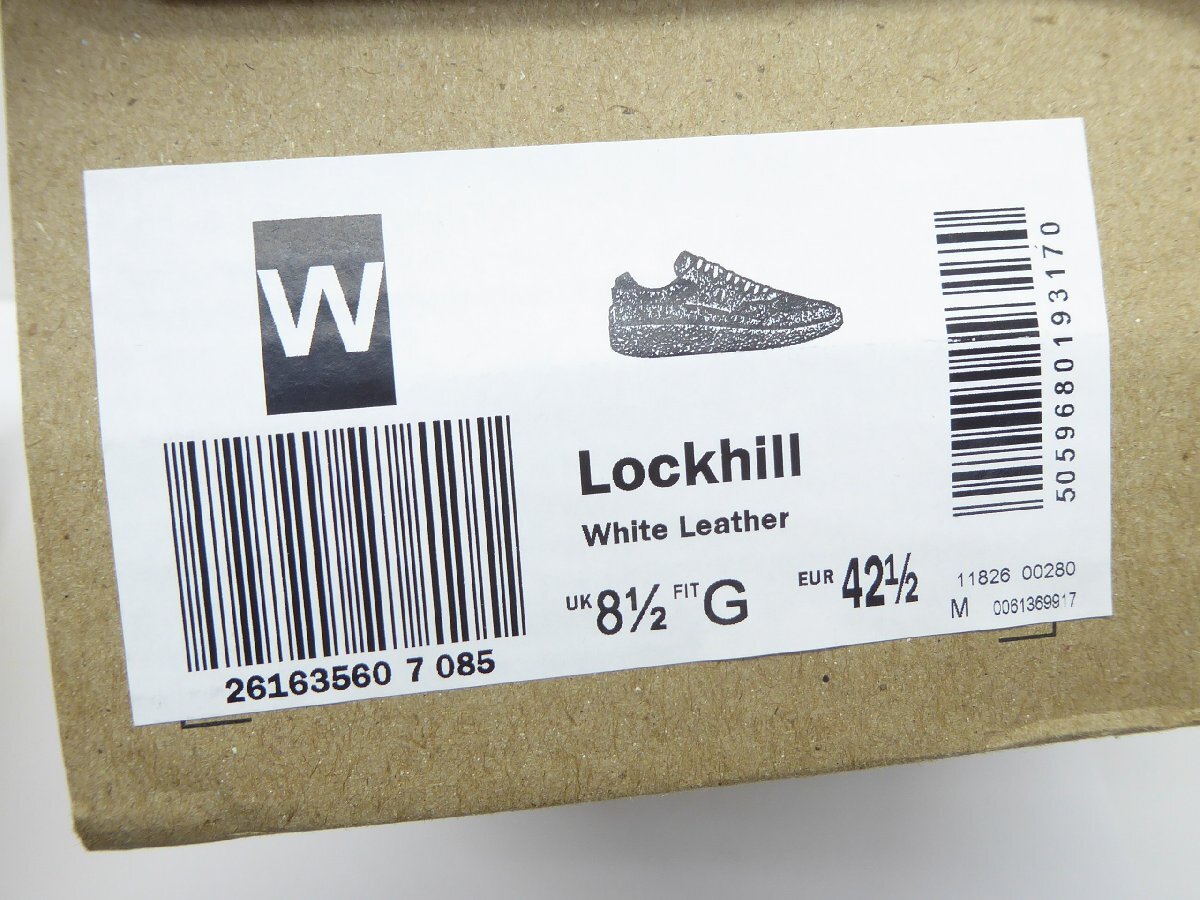 W
Lockhill
White Leather
UK 8½ FIT G EUR 42½
26163560 7 085
5059680193170
11826 00280
M 0061369917